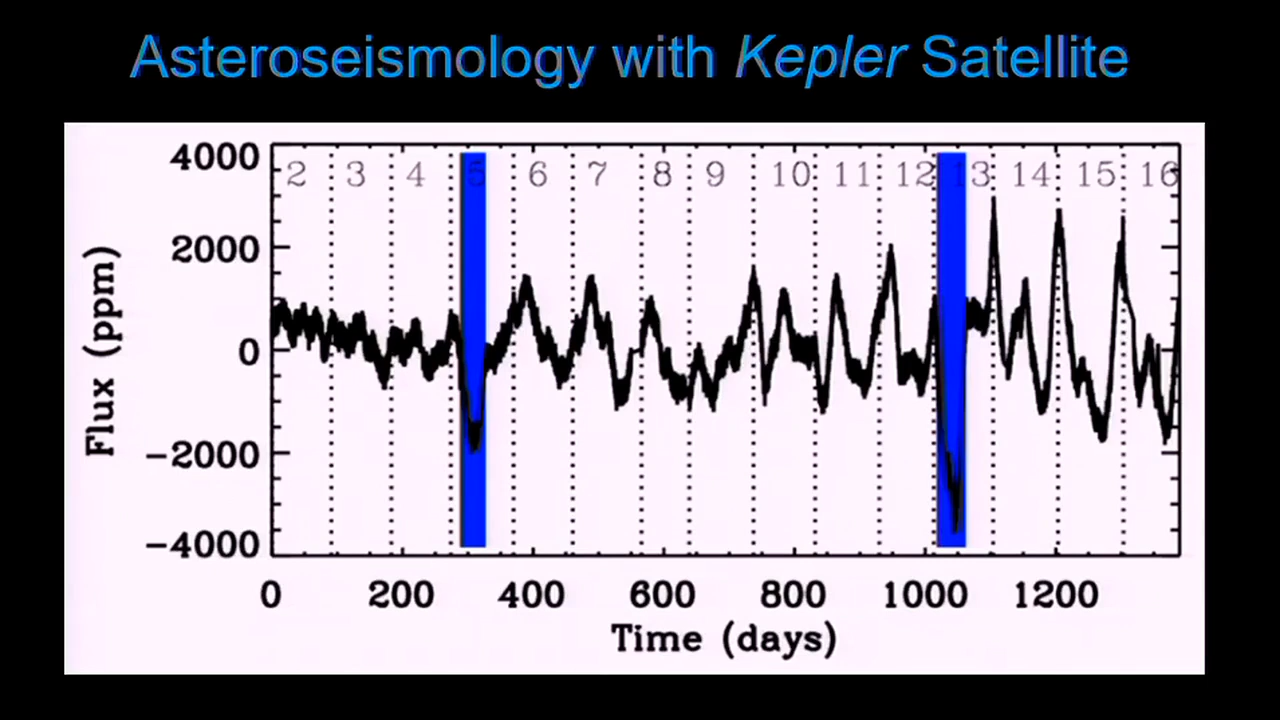 Asteroseismology with Kepler Satellite
4000
2000
0
−2000
−4000
Flux (ppm)
2 3 4 5 6 7 8 9 10 11 12 13 14 15 16
0 200 400 600 800 1000 1200
Time (days)